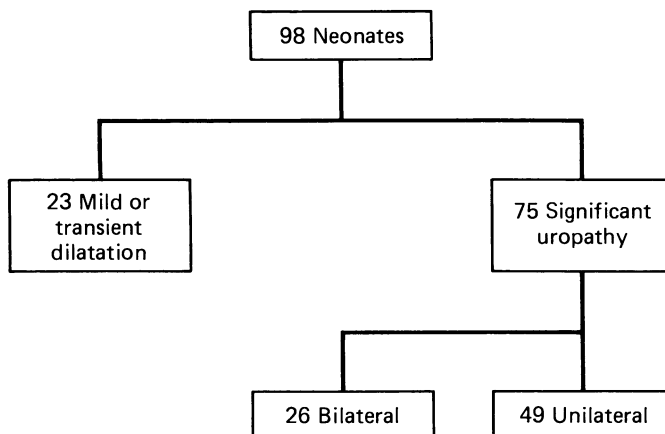 98 Neonates
23 Mild or
transient
dilatation
75 Significant
uropathy
26 Bilateral
49 Unilateral